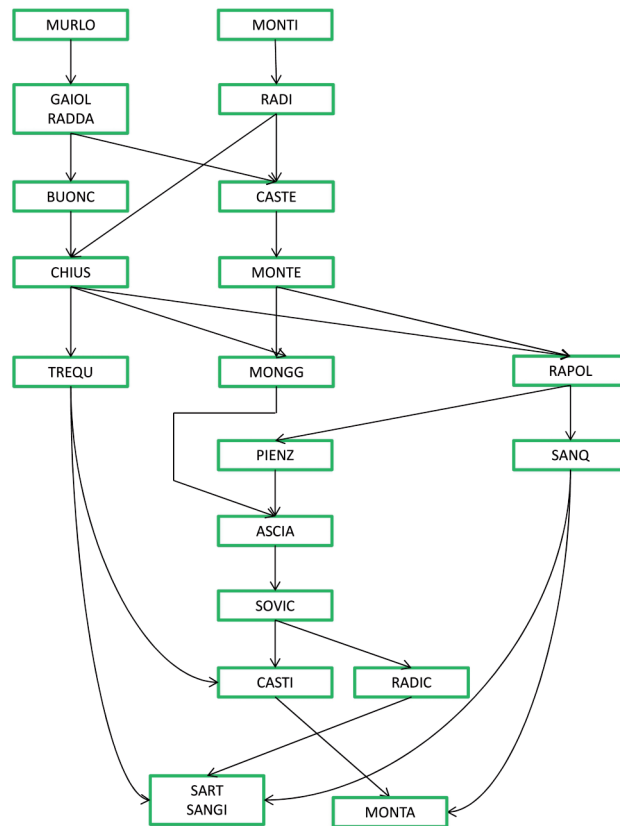 MURLO
MONTI
GAIOL
RADDA
RADI
BUONC
CASTE
CHIUS
MONTE
TREQU
MONGG
RAPOL
PIENZ
SANQ
ASCIA
SOVIC
CASTI
RADIC
SART
SANGI
MONTA